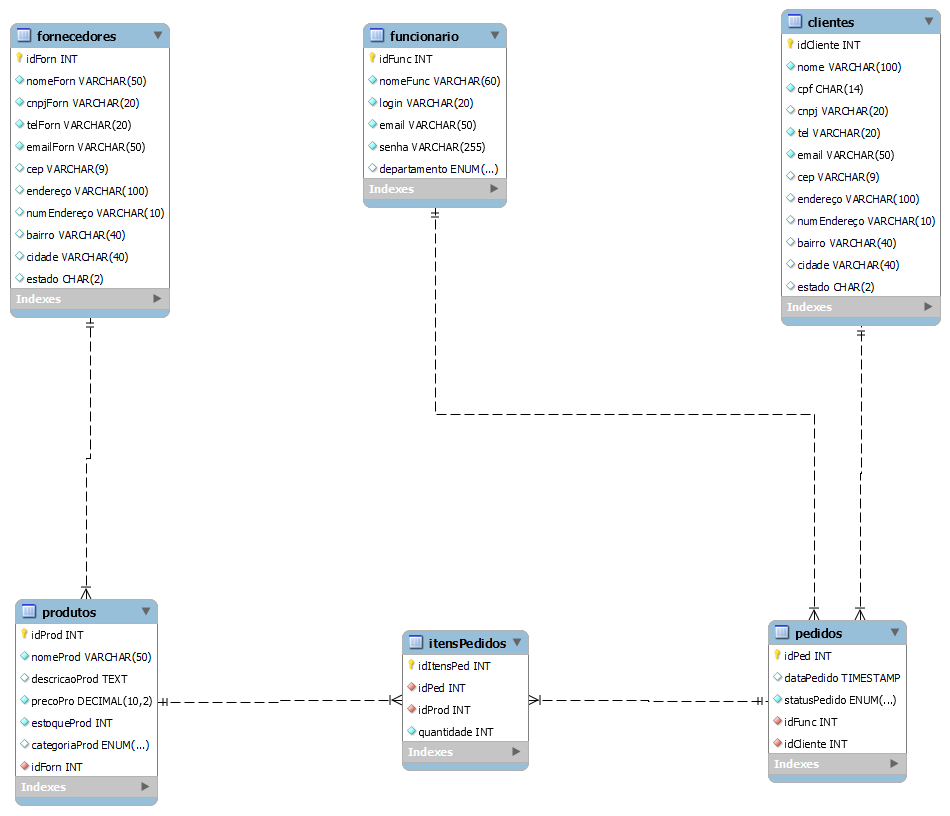 fornecedores
idForn INT
nomeForn VARCHAR(50)
cnpjForn VARCHAR(20)
telForn VARCHAR(20)
emailForn VARCHAR(50)
cep VARCHAR(9)
endereço VARCHAR(100)
numEndereço VARCHAR(10)
bairro VARCHAR(40)
cidade VARCHAR(40)
estado CHAR(2)
Indexes
funcionario
idFunc INT
nomeFunc VARCHAR(60)
login VARCHAR(20)
email VARCHAR(50)
senha VARCHAR(255)
departamento ENUM(...)
Indexes
clientes
idCliente INT
nome VARCHAR(100)
cpf CHAR(14)
cnpj VARCHAR(20)
tel VARCHAR(20)
email VARCHAR(50)
cep VARCHAR(9)
endereço VARCHAR(100)
numEndereço VARCHAR(10)
bairro VARCHAR(40)
cidade VARCHAR(40)
estado CHAR(2)
Indexes
produtos
idProd INT
nomeProd VARCHAR(50)
descricaoProd TEXT
precoPro DECIMAL(10,2)
estoqueProd INT
categoriaProd ENUM(...)
idForn INT
Indexes
itensPedidos
idItensPed INT
idPed INT
idProd INT
quantidade INT
Indexes
pedidos
idPed INT
dataPedido TIMESTAMP
statusPedido ENUM(...)
idFunc INT
idCliente INT
Indexes